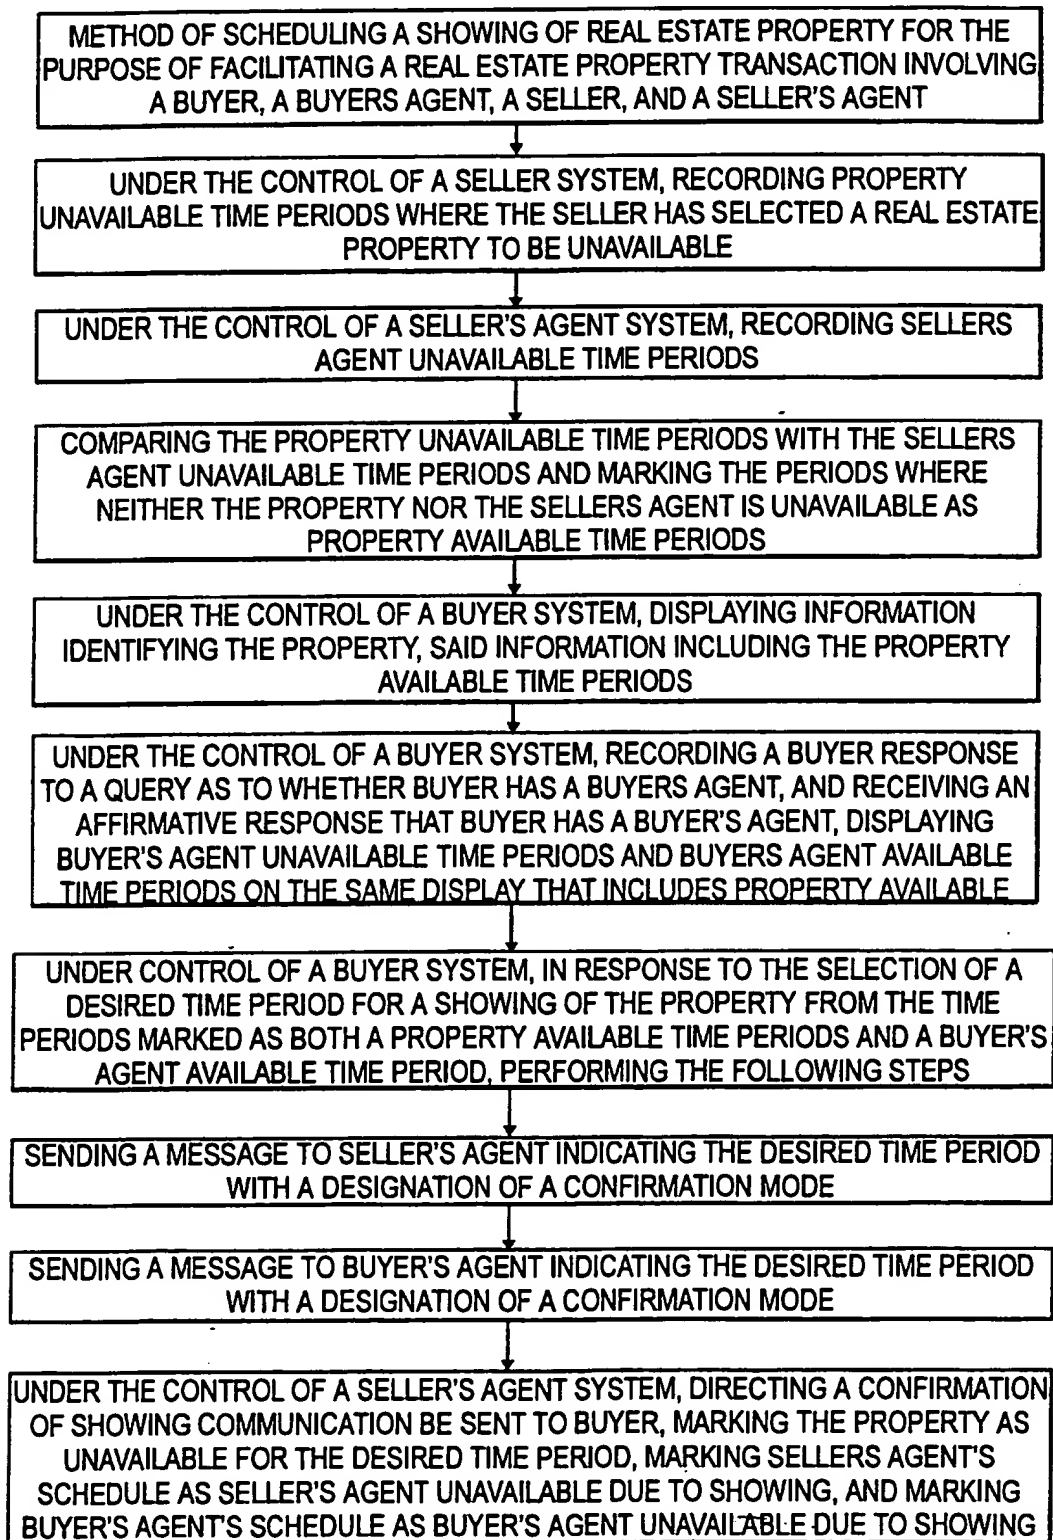 METHOD OF SCHEDULING A SHOWING OF REAL ESTATE PROPERTY FOR THE
PURPOSE OF FACILITATING A REAL ESTATE PROPERTY TRANSACTION INVOLVING
A BUYER, A BUYERS AGENT, A SELLER, AND A SELLER'S AGENT
UNDER THE CONTROL OF A SELLER SYSTEM, RECORDING PROPERTY
UNAVAILABLE TIME PERIODS WHERE THE SELLER HAS SELECTED A REAL ESTATE
PROPERTY TO BE UNAVAILABLE
UNDER THE CONTROL OF A SELLER'S AGENT SYSTEM, RECORDING SELLERS
AGENT UNAVAILABLE TIME PERIODS
COMPARING THE PROPERTY UNAVAILABLE TIME PERIODS WITH THE SELLERS
AGENT UNAVAILABLE TIME PERIODS AND MARKING THE PERIODS WHERE
NEITHER THE PROPERTY NOR THE SELLERS AGENT IS UNAVAILABLE AS
PROPERTY AVAILABLE TIME PERIODS
UNDER THE CONTROL OF A BUYER SYSTEM, DISPLAYING INFORMATION
IDENTIFYING THE PROPERTY, SAID INFORMATION INCLUDING THE PROPERTY
AVAILABLE TIME PERIODS
UNDER THE CONTROL OF A BUYER SYSTEM, RECORDING A BUYER RESPONSE
TO A QUERY AS TO WHETHER BUYER HAS A BUYERS AGENT, AND RECEIVING AN
AFFIRMATIVE RESPONSE THAT BUYER HAS A BUYER'S AGENT, DISPLAYING
BUYER'S AGENT UNAVAILABLE TIME PERIODS AND BUYERS AGENT AVAILABLE
TIME PERIODS ON THE SAME DISPLAY THAT INCLUDES PROPERTY AVAILABLE
UNDER CONTROL OF A BUYER SYSTEM, IN RESPONSE TO THE SELECTION OF A
DESIRED TIME PERIOD FOR A SHOWING OF THE PROPERTY FROM THE TIME
PERIODS MARKED AS BOTH A PROPERTY AVAILABLE TIME PERIODS AND A BUYER'S
AGENT AVAILABLE TIME PERIOD, PERFORMING THE FOLLOWING STEPS
SENDING A MESSAGE TO SELLER'S AGENT INDICATING THE DESIRED TIME PERIOD
WITH A DESIGNATION OF A CONFIRMATION MODE
SENDING A MESSAGE TO BUYER'S AGENT INDICATING THE DESIRED TIME PERIOD
WITH A DESIGNATION OF A CONFIRMATION MODE
UNDER THE CONTROL OF A SELLER'S AGENT SYSTEM, DIRECTING A CONFIRMATION
OF SHOWING COMMUNICATION BE SENT TO BUYER, MARKING THE PROPERTY AS
UNAVAILABLE FOR THE DESIRED TIME PERIOD, MARKING SELLERS AGENT'S
SCHEDULE AS SELLER'S AGENT UNAVAILABLE DUE TO SHOWING, AND MARKING
BUYER'S AGENT'S SCHEDULE AS BUYER'S AGENT UNAVAILABLE DUE TO SHOWING